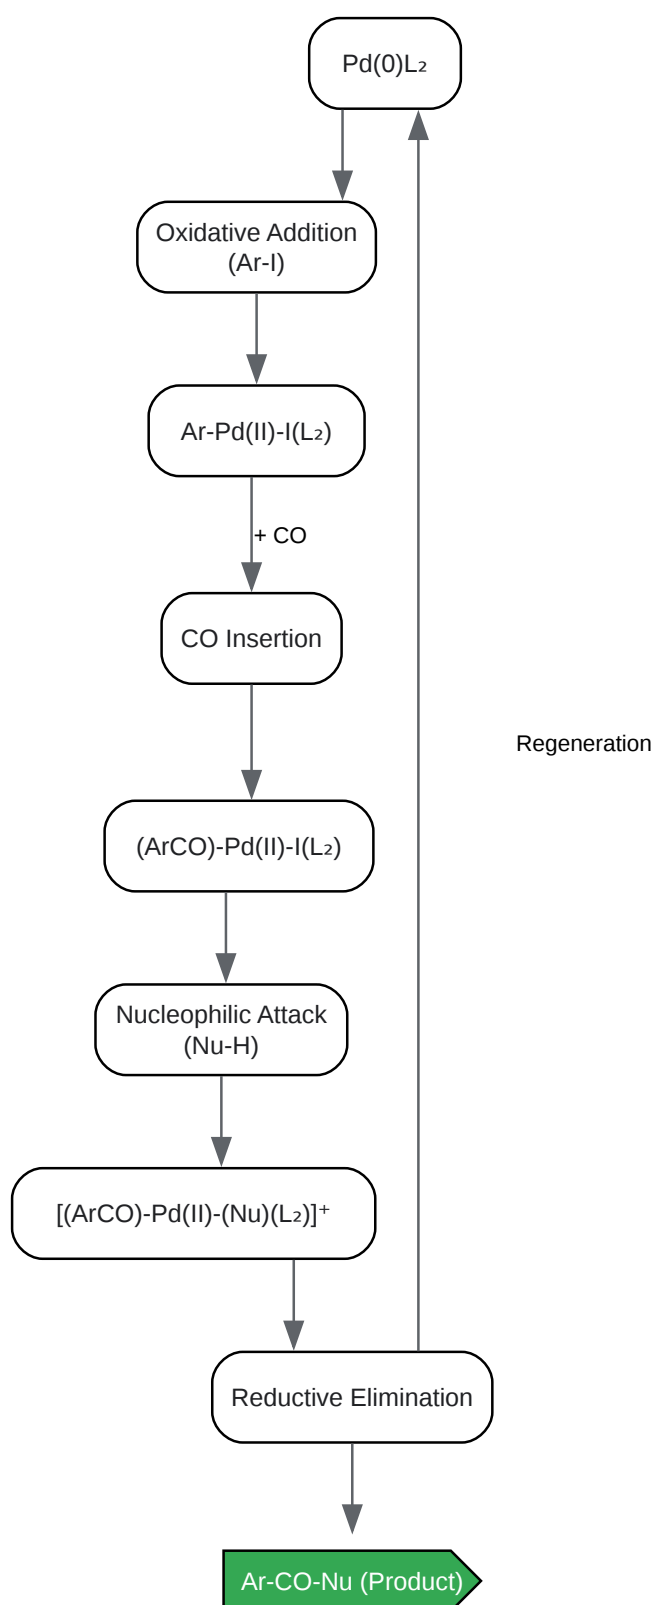 Pd(0)L₂
Oxidative Addition
(Ar-I)
Ar-Pd(II)-I(L₂)
+ CO
CO Insertion
Regeneration
(ArCO)-Pd(II)-I(L₂)
Nucleophilic Attack
(Nu-H)
[(ArCO)-Pd(II)-(Nu)(L₂)]⁺
Reductive Elimination
Ar-CO-Nu (Product)